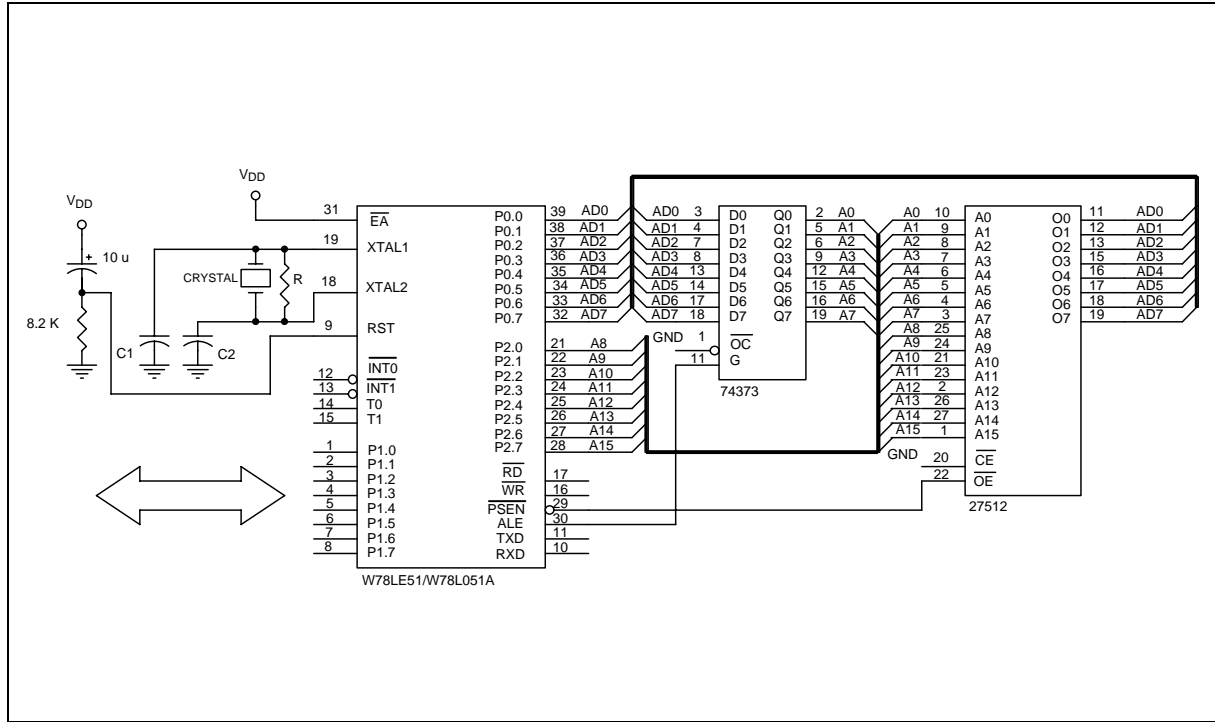 VDD
VDD
10 u
8.2 K
C1
C2
CRYSTAL
R
31 EA
19 XTAL1
18 XTAL2
9 RST
12 INT0
13 INT1
14 T0
15 T1
1 P1.0
2 P1.1
3 P1.2
4 P1.3
5 P1.4
6 P1.5
7 P1.6
8 P1.7
P0.0 39 AD0
P0.1 38 AD1
P0.2 37 AD2
P0.3 36 AD3
P0.4 35 AD4
P0.5 34 AD5
P0.6 33 AD6
P0.7 32 AD7
P2.0 21 A8
P2.1 22 A9
P2.2 23 A10
P2.3 24 A11
P2.4 25 A12
P2.5 26 A13
P2.6 27 A14
P2.7 28 A15
RD 17
WR 16
PSEN 29
ALE 30
TXD 11
RXD 10
W78LE51/W78L051A
AD0 3 D0 Q0 2 A0
AD1 4 D1 Q1 5 A1
AD2 7 D2 Q2 6 A2
AD3 8 D3 Q3 9 A3
AD4 13 D4 Q4 12 A4
AD5 14 D5 Q5 15 A5
AD6 17 D6 Q6 16 A6
AD7 18 D7 Q7 19 A7
GND 1 OC
11 G
74373
A0 10 A0
A1 9 A1
A2 8 A2
A3 7 A3
A4 6 A4
A5 5 A5
A6 4 A6
A7 3 A7
A8 25 A8
A9 24 A9
A10 21 A10
A11 23 A11
A12 2 A12
A13 26 A13
A14 27 A14
A15 1 A15
GND 20 CE
22 OE
O0 11 AD0
O1 12 AD1
O2 13 AD2
O3 15 AD3
O4 16 AD4
O5 17 AD5
O6 18 AD6
O7 19 AD7
27512